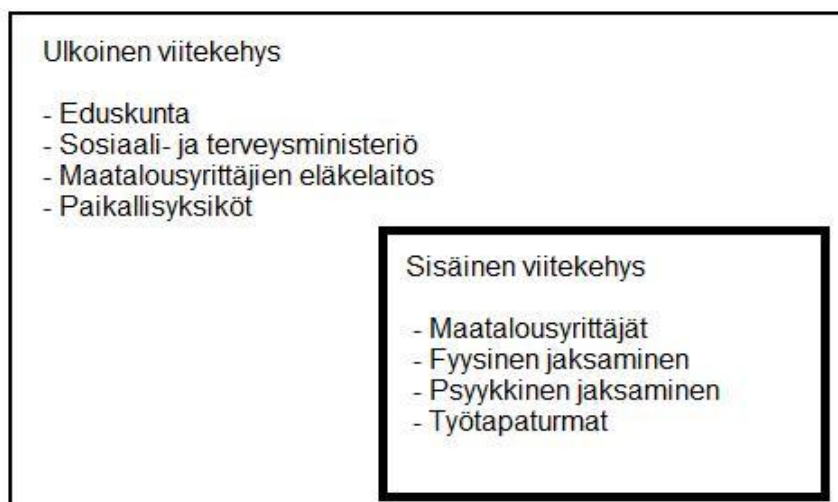 Ulkoinen viitekehys
- Eduskunta
- Sosiaali- ja terveysministeriö
- Maatalousyrittäjien eläkelaitos
- Paikallisyksiköt
Sisäinen viitekehys
- Maatalousyrittäjät
- Fyysinen jaksaminen
- Psyykkinen jaksaminen
- Työtapaturmat